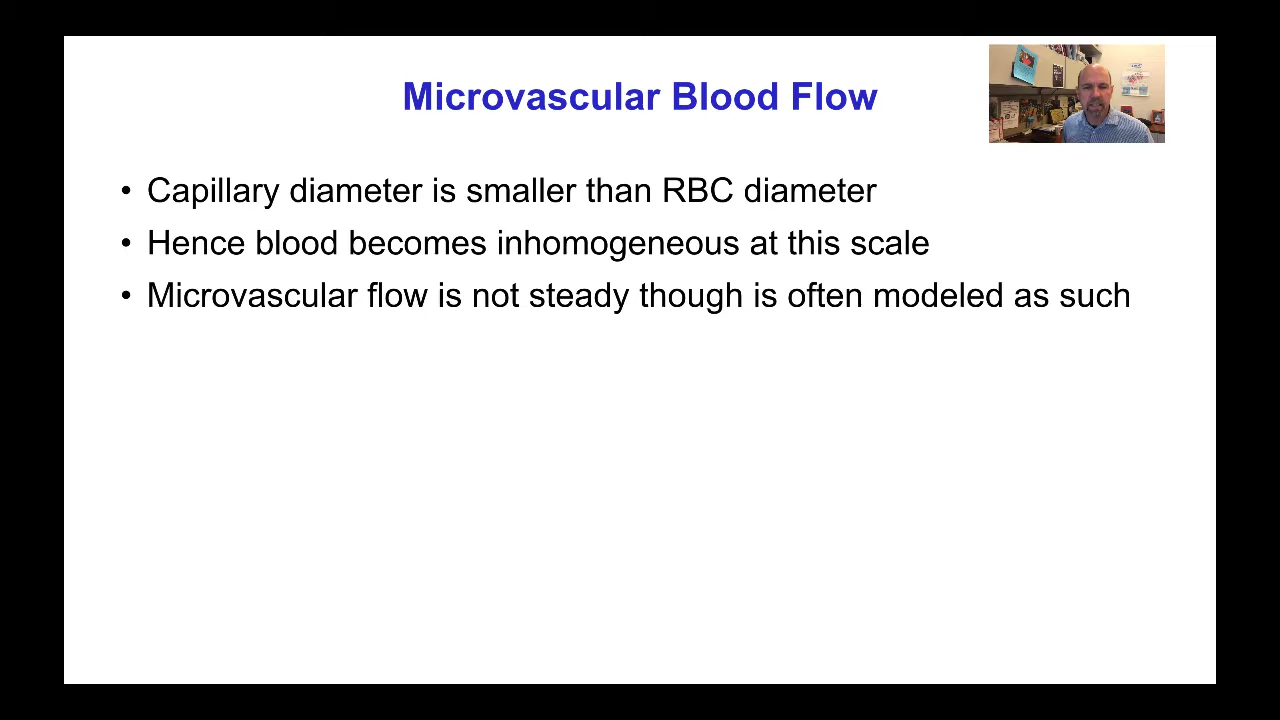 Microvascular Blood Flow
• Capillary diameter is smaller than RBC diameter
• Hence blood becomes inhomogeneous at this scale
• Microvascular flow is not steady though is often modeled as such